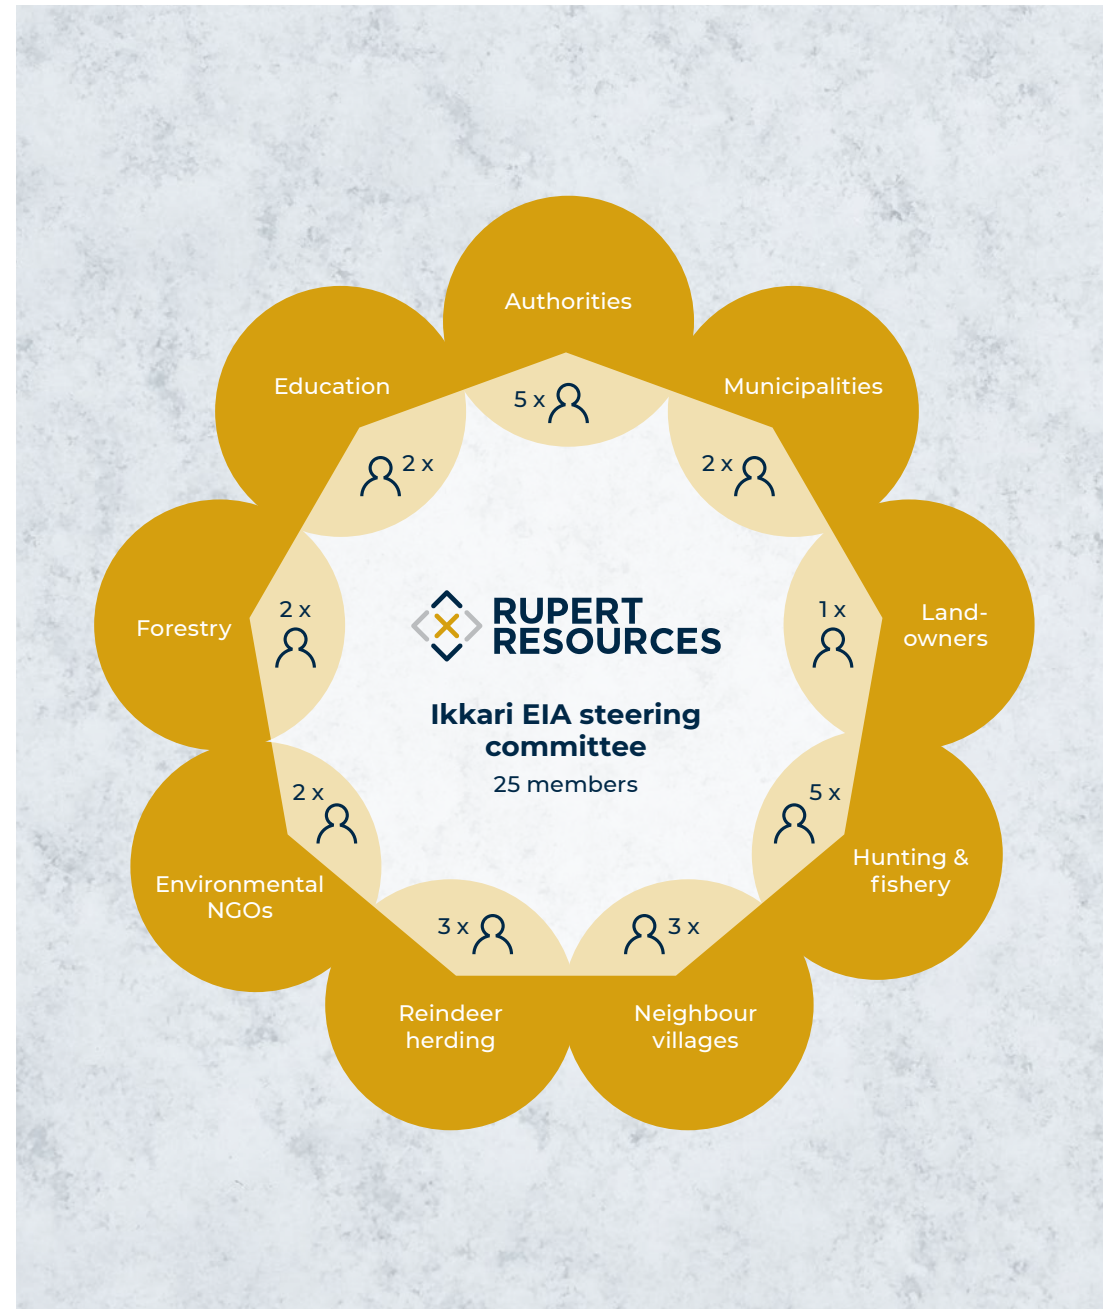 Authorities
5 x
Education
2 x
Municipalities
2 x
Forestry
2 x
Land-
owners
1 x
RUPERT
RESOURCES
Ikkari EIA steering
committee
25 members
Environmental
NGOs
2 x
Hunting &
fishery
5 x
Reindeer
herding
3 x
Neighbour
villages
3 x